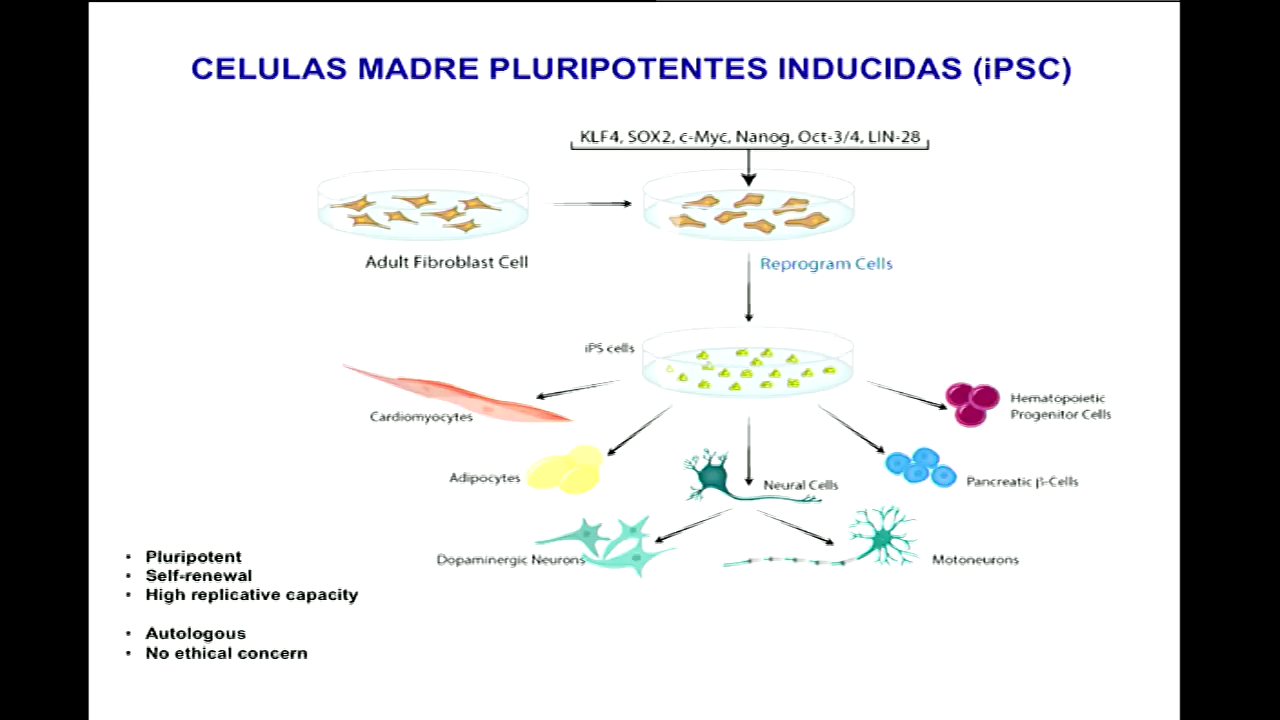 CELULAS MADRE PLURIPOTENTES INDUCIDAS (iPSC)
KLF4, SOX2, c-Myc, Nanog, Oct-3/4, LIN-28
Adult Fibroblast Cell
Reprogram Cells
iPS cells
Cardiomyocytes
Hematopoietic
Progenitor Cells
Adipocytes
Neural Cells
Pancreatic β-Cells
Dopaminergic Neurons
Motoneurons
• Pluripotent
• Self-renewal
• High replicative capacity
• Autologous
• No ethical concern